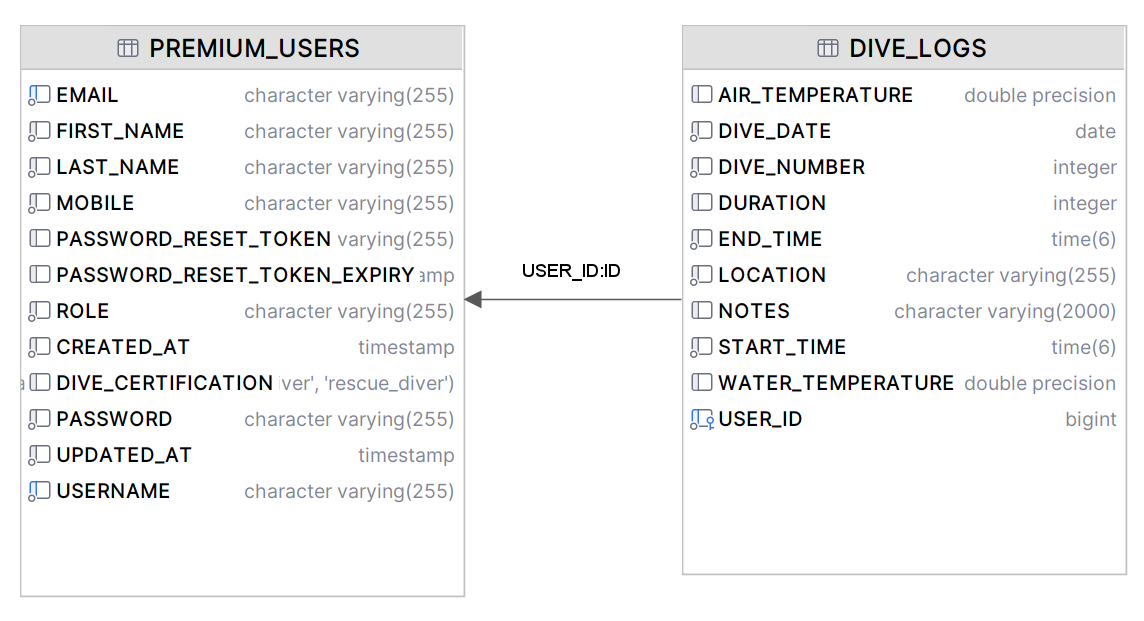 PREMIUM_USERS
EMAIL character varying(255)
FIRST_NAME character varying(255)
LAST_NAME character varying(255)
MOBILE character varying(255)
PASSWORD_RESET_TOKEN varying(255)
PASSWORD_RESET_TOKEN_EXPIRY amp
ROLE character varying(255)
CREATED_AT timestamp
DIVE_CERTIFICATION iver', 'rescue_diver')
PASSWORD character varying(255)
UPDATED_AT timestamp
USERNAME character varying(255)
USER_ID:ID
DIVE_LOGS
AIR_TEMPERATURE double precision
DIVE_DATE date
DIVE_NUMBER integer
DURATION integer
END_TIME time(6)
LOCATION character varying(255)
NOTES character varying(2000)
START_TIME time(6)
WATER_TEMPERATURE double precision
USER_ID bigint